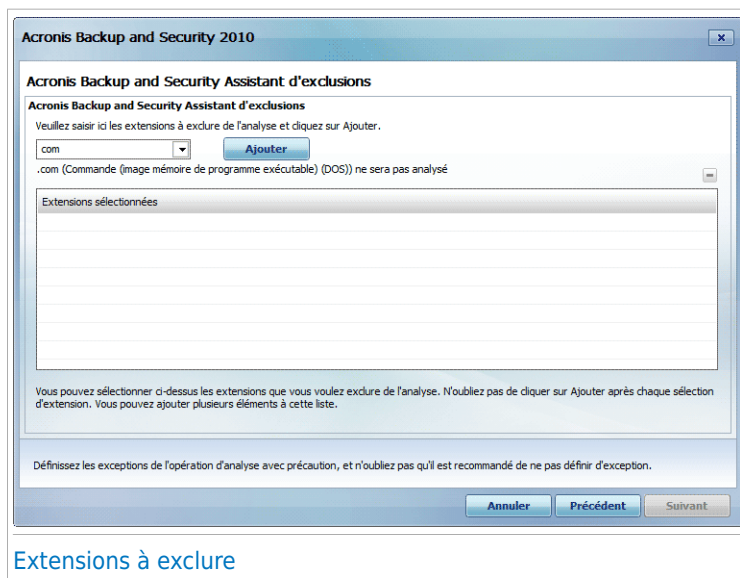 Acronis Backup and Security 2010
Acronis Backup and Security Assistant d'exclusions
Acronis Backup and Security Assistant d'exclusions
Veuillez saisir ici les extensions à exclure de l'analyse et cliquez sur Ajouter.
com
Ajouter
.com (Commande (image mémoire de programme exécutable) (DOS)) ne sera pas analysé
Extensions sélectionnées
Vous pouvez sélectionner ci-dessus les extensions que vous voulez exclure de l'analyse. N'oubliez pas de cliquer sur Ajouter après chaque sélection
d'extension. Vous pouvez ajouter plusieurs éléments à cette liste.
Définissez les exceptions de l'opération d'analyse avec précaution, et n'oubliez pas qu'il est recommandé de ne pas définir d'exception.
Annuler
Précédent
Suivant
Extensions à exclure